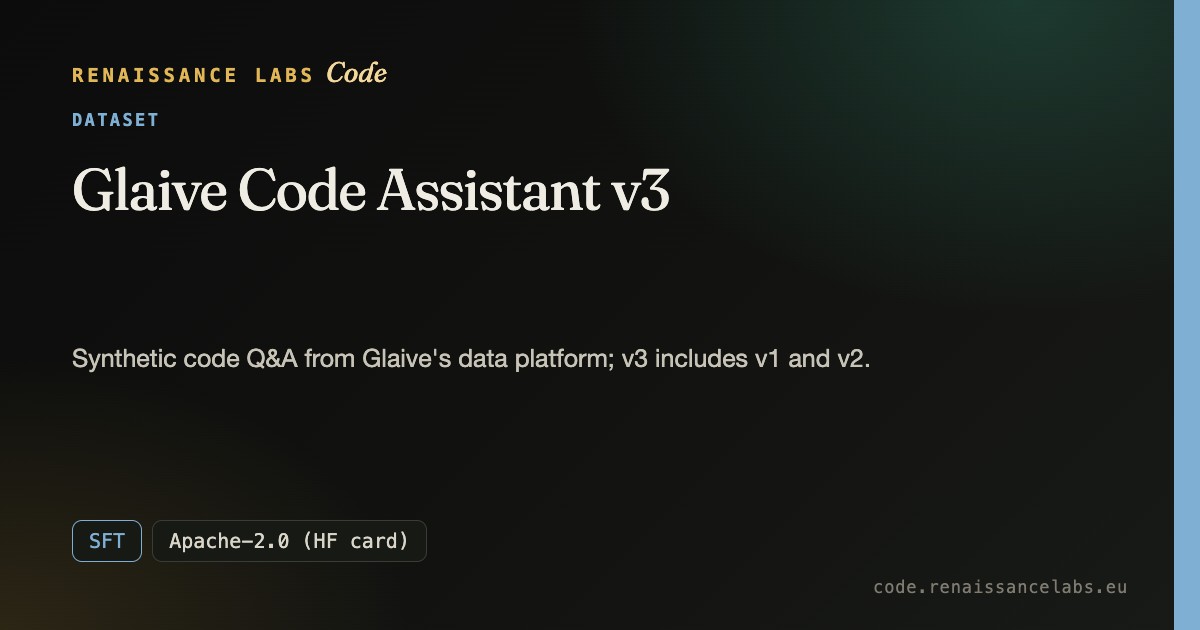 RENAISSANCE LABS Code
DATASET
Glaive Code Assistant v3
Synthetic code Q&A from Glaive's data platform; v3 includes v1 and v2.
SFT
Apache-2.0 (HF card)
code.renaissancelabs.eu